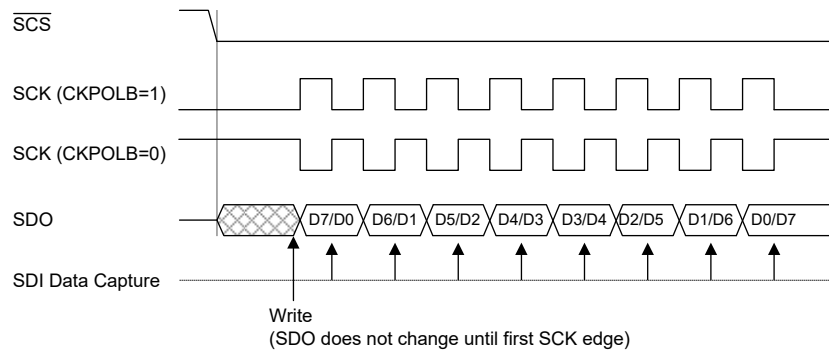 SCS
SCK (CKPOLB=1)
SCK (CKPOLB=0)
SDO
D7/D0 D6/D1 D5/D2 D4/D3 D3/D4 D2/D5 D1/D6 D0/D7
SDI Data Capture
Write
(SDO does not change until first SCK edge)